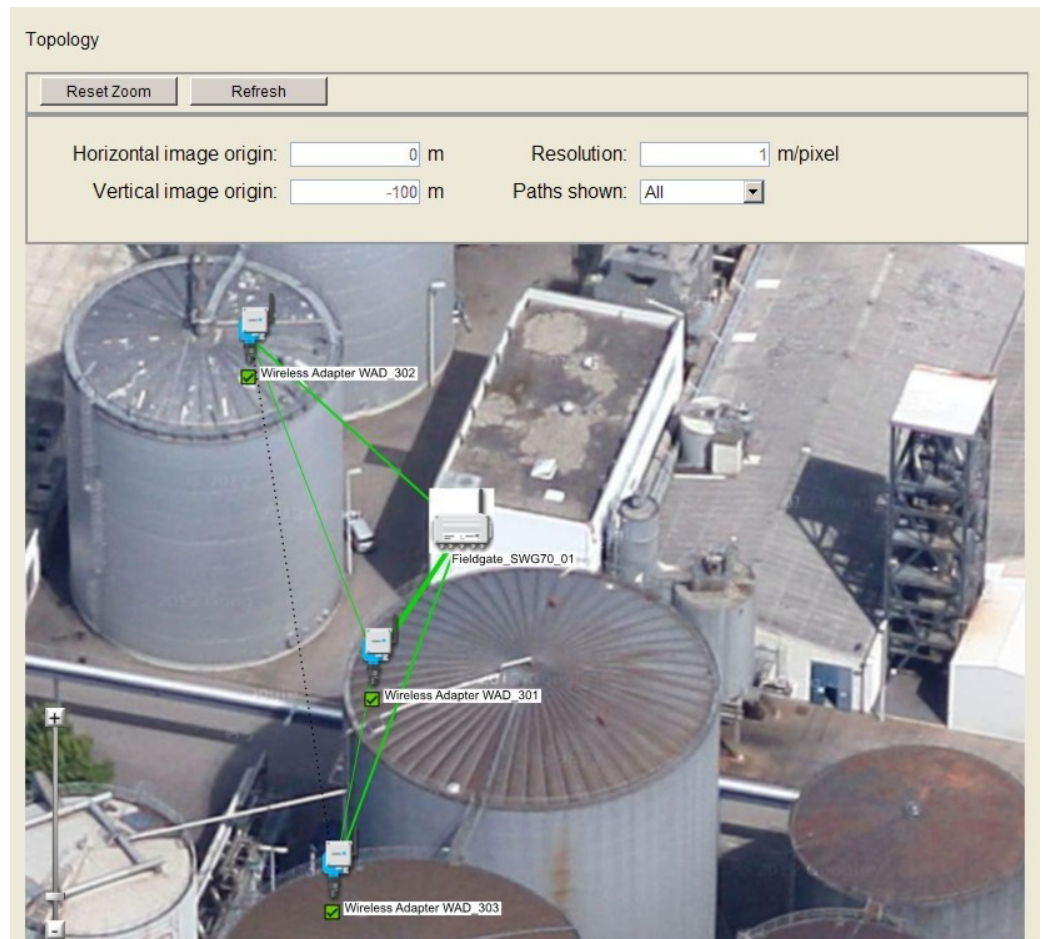 Topology
Reset Zoom Refresh
Horizontal image origin: 0 m Resolution: 1 m/pixel
Vertical image origin: -100 m Paths shown: All
Wireless Adapter WAD_302
Fieldgate_SWG70_01
Wireless Adapter WAD_301
+
Wireless Adapter WAD_303
-